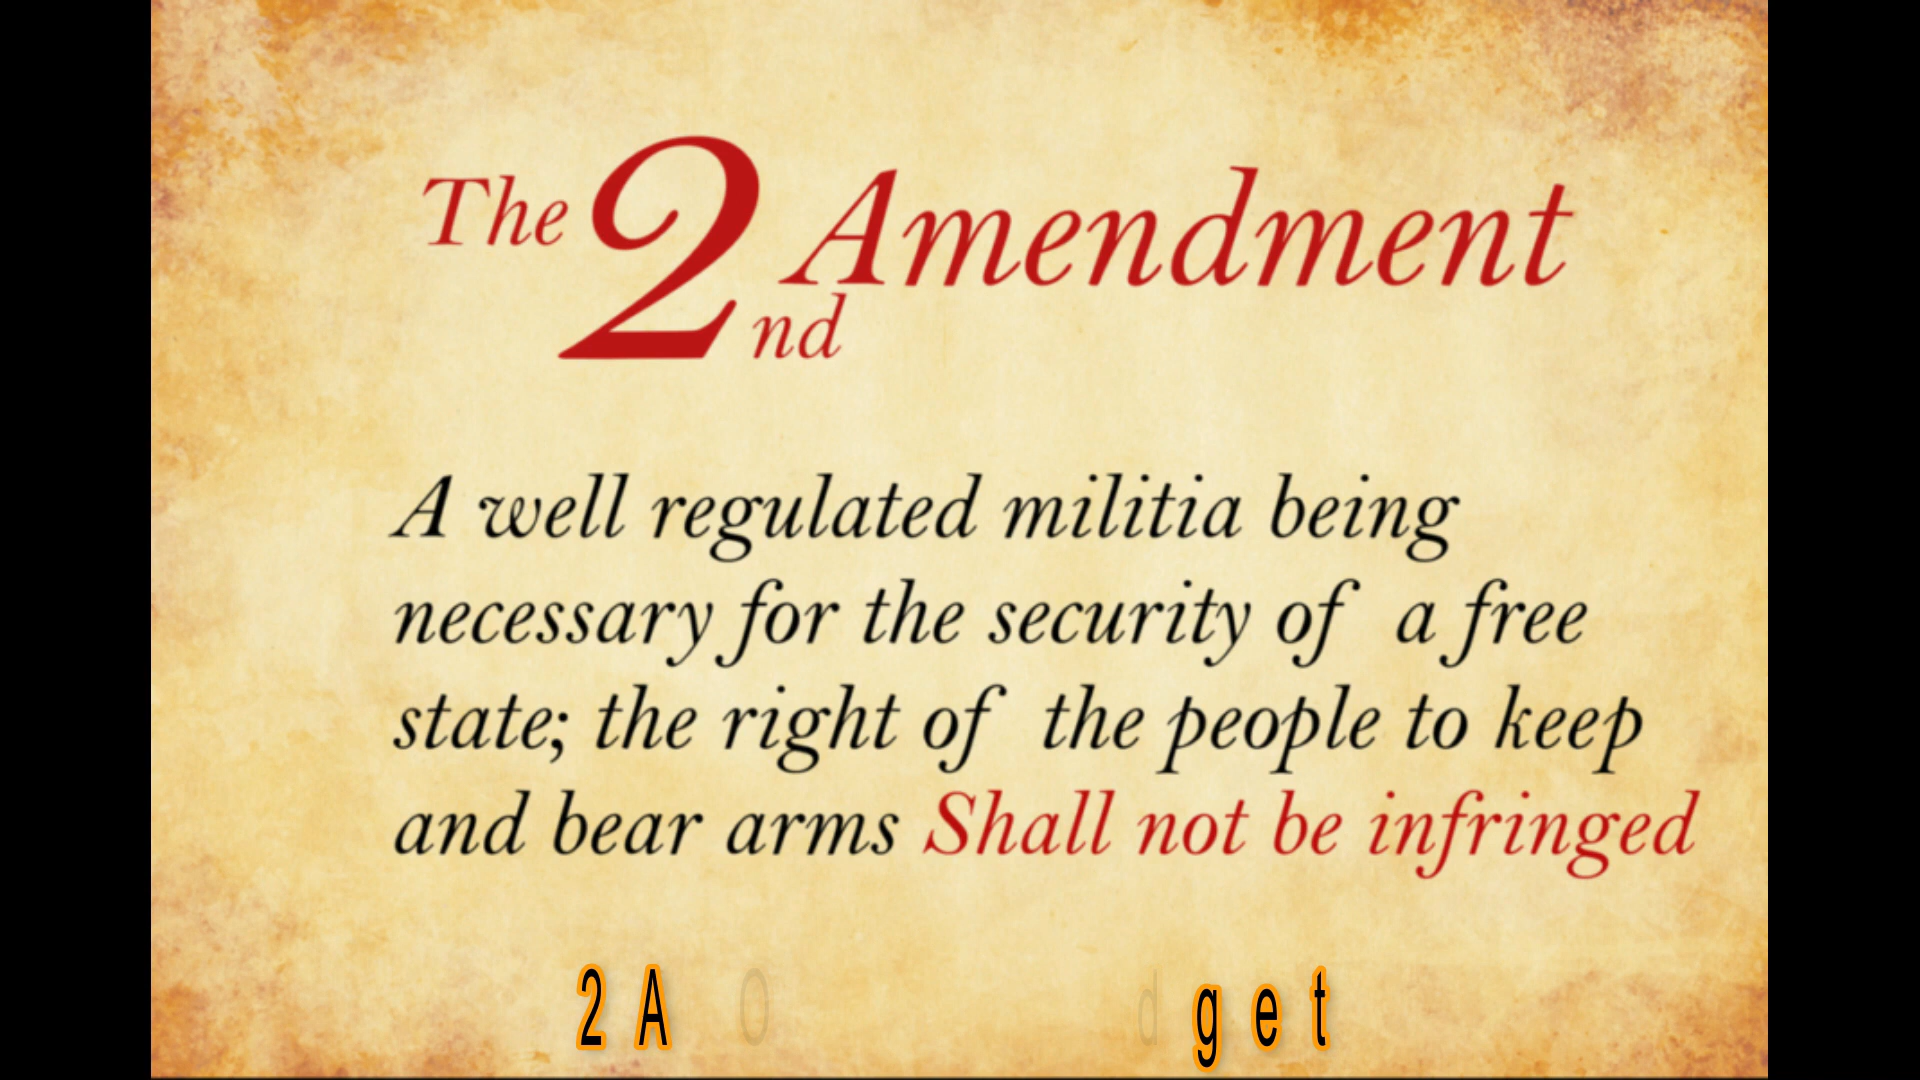 The 2nd Amendment
A well regulated militia being
necessary for the security of a free
state; the right of the people to keep
and bear arms Shall not be infringed
2A O dget